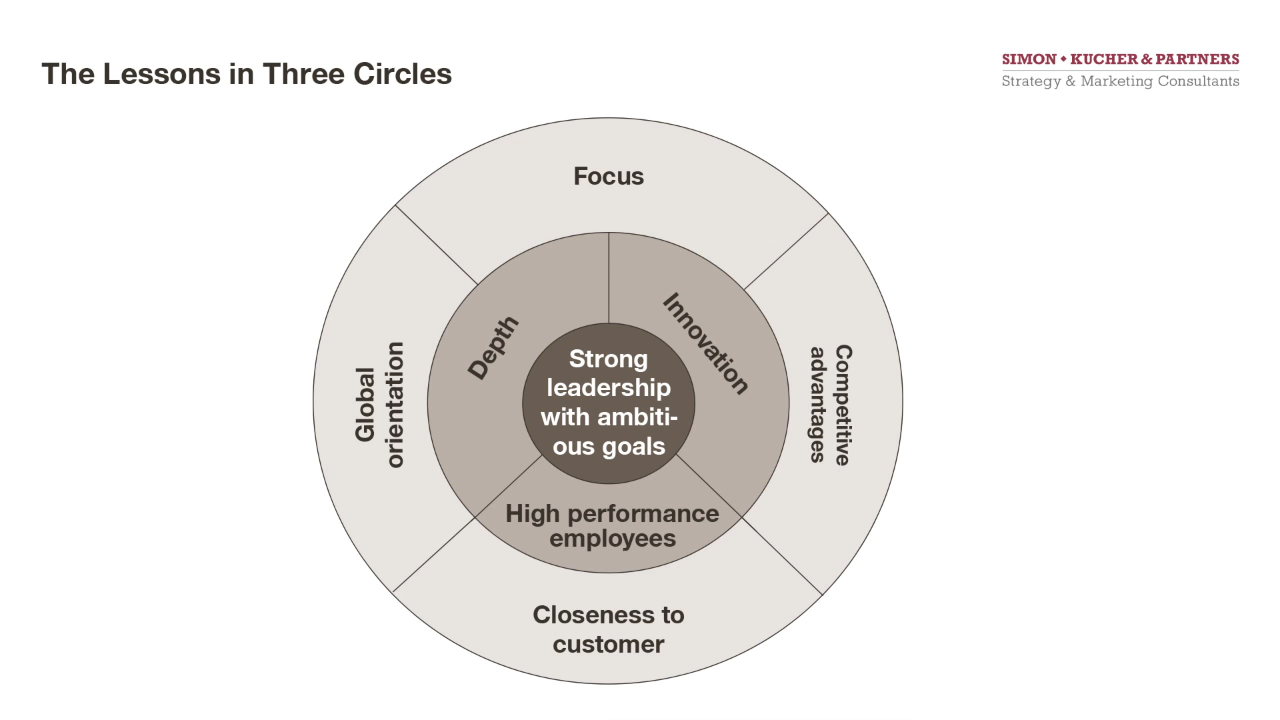 The Lessons in Three Circles
SIMON • KUCHER & PARTNERS
Strategy & Marketing Consultants
Focus
Depth
Innovation
Strong
leadership
with ambiti-
ous goals
Global
orientation
Competitive
advantages
High performance
employees
Closeness to
customer